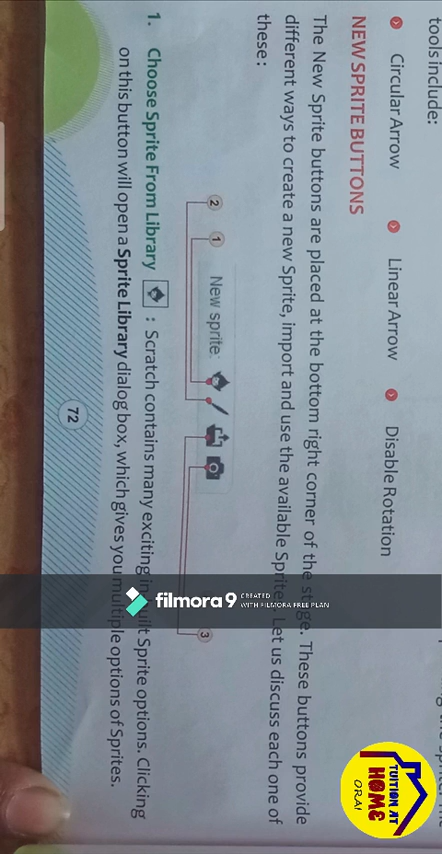 tools include:
Circular Arrow Linear Arrow Disable Rotation
NEW SPRITE BUTTONS
The New Sprite buttons are placed at the bottom right corner of the stage. These buttons provide
different ways to create a new Sprite, import and use the available Sprite. Let us discuss each one of
these:
2 1 New sprite: 3
1. Choose Sprite From Library : Scratch contains many exciting in-built Sprite options. Clicking
on this button will open a Sprite Library dialog box, which gives you multiple options of Sprites.
72
filmora9 CREATED
WITH FILMORA FREE PLAN
TUITION AT
HOME
ORAI